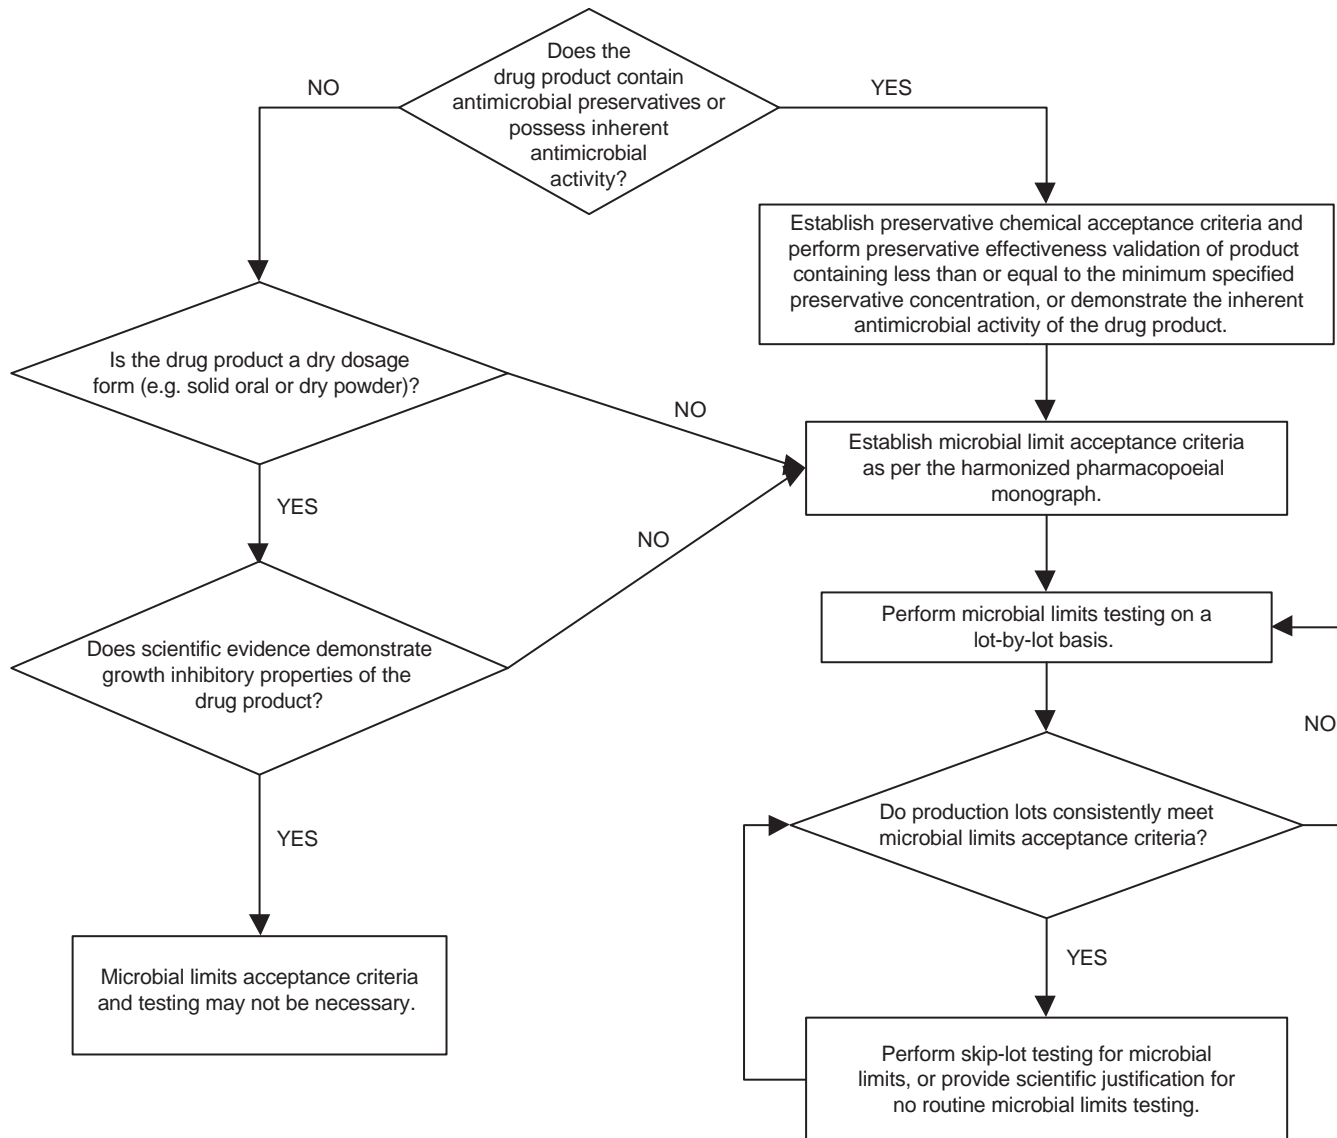 Does the
drug product contain
antimicrobial preservatives or
possess inherent
antimicrobial
activity?
NO
YES
Establish preservative chemical acceptance criteria and
perform preservative effectiveness validation of product
containing less than or equal to the minimum specified
preservative concentration, or demonstrate the inherent
antimicrobial activity of the drug product.
Is the drug product a dry dosage
form (e.g. solid oral or dry powder)?
NO
YES
Establish microbial limit acceptance criteria
as per the harmonized pharmacopoeial
monograph.
NO
Does scientific evidence demonstrate
growth inhibitory properties of the
drug product?
YES
Microbial limits acceptance criteria
and testing may not be necessary.
Perform microbial limits testing on a
lot-by-lot basis.
NO
Do production lots consistently meet
microbial limits acceptance criteria?
YES
Perform skip-lot testing for microbial
limits, or provide scientific justification for
no routine microbial limits testing.